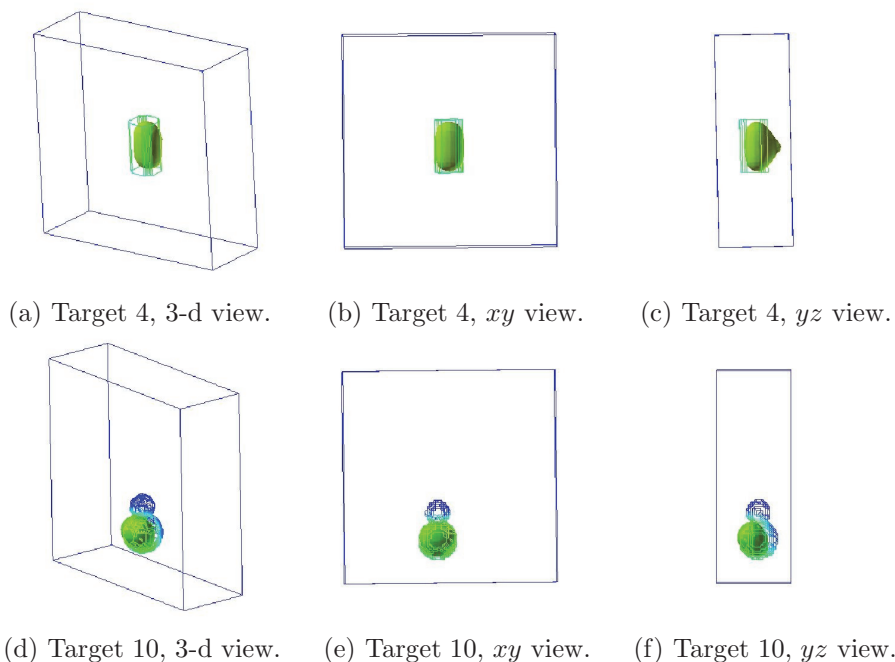 (a) Target 4, 3-d view. (b) Target 4, xy view. (c) Target 4, yz view.
(d) Target 10, 3-d view. (e) Target 10, xy view. (f) Target 10, yz view.